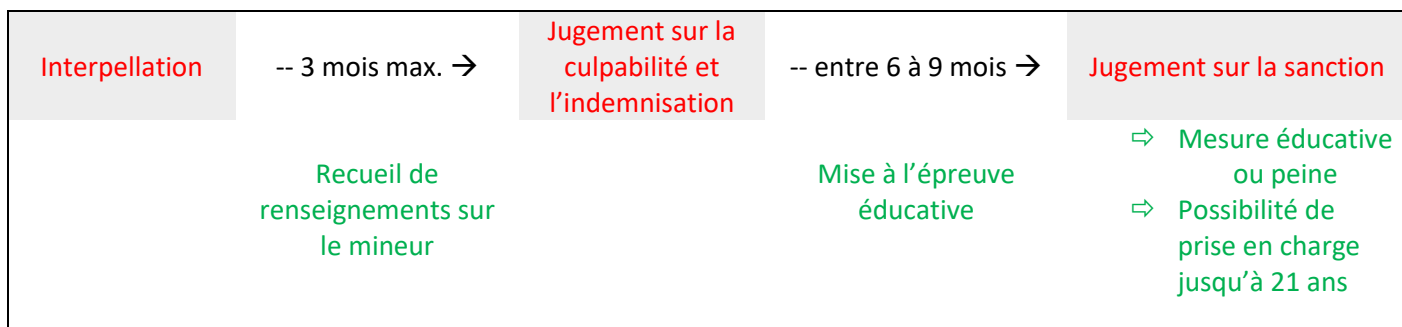 Interpellation
-- 3 mois max. →
Jugement sur la
culpabilité et
l’indemnisation
-- entre 6 à 9 mois →
Jugement sur la sanction
Recueil de
renseignements sur
le mineur
Mise à l’épreuve
éducative
⇨ Mesure éducative
ou peine
⇨ Possibilité de
prise en charge
jusqu’à 21 ans